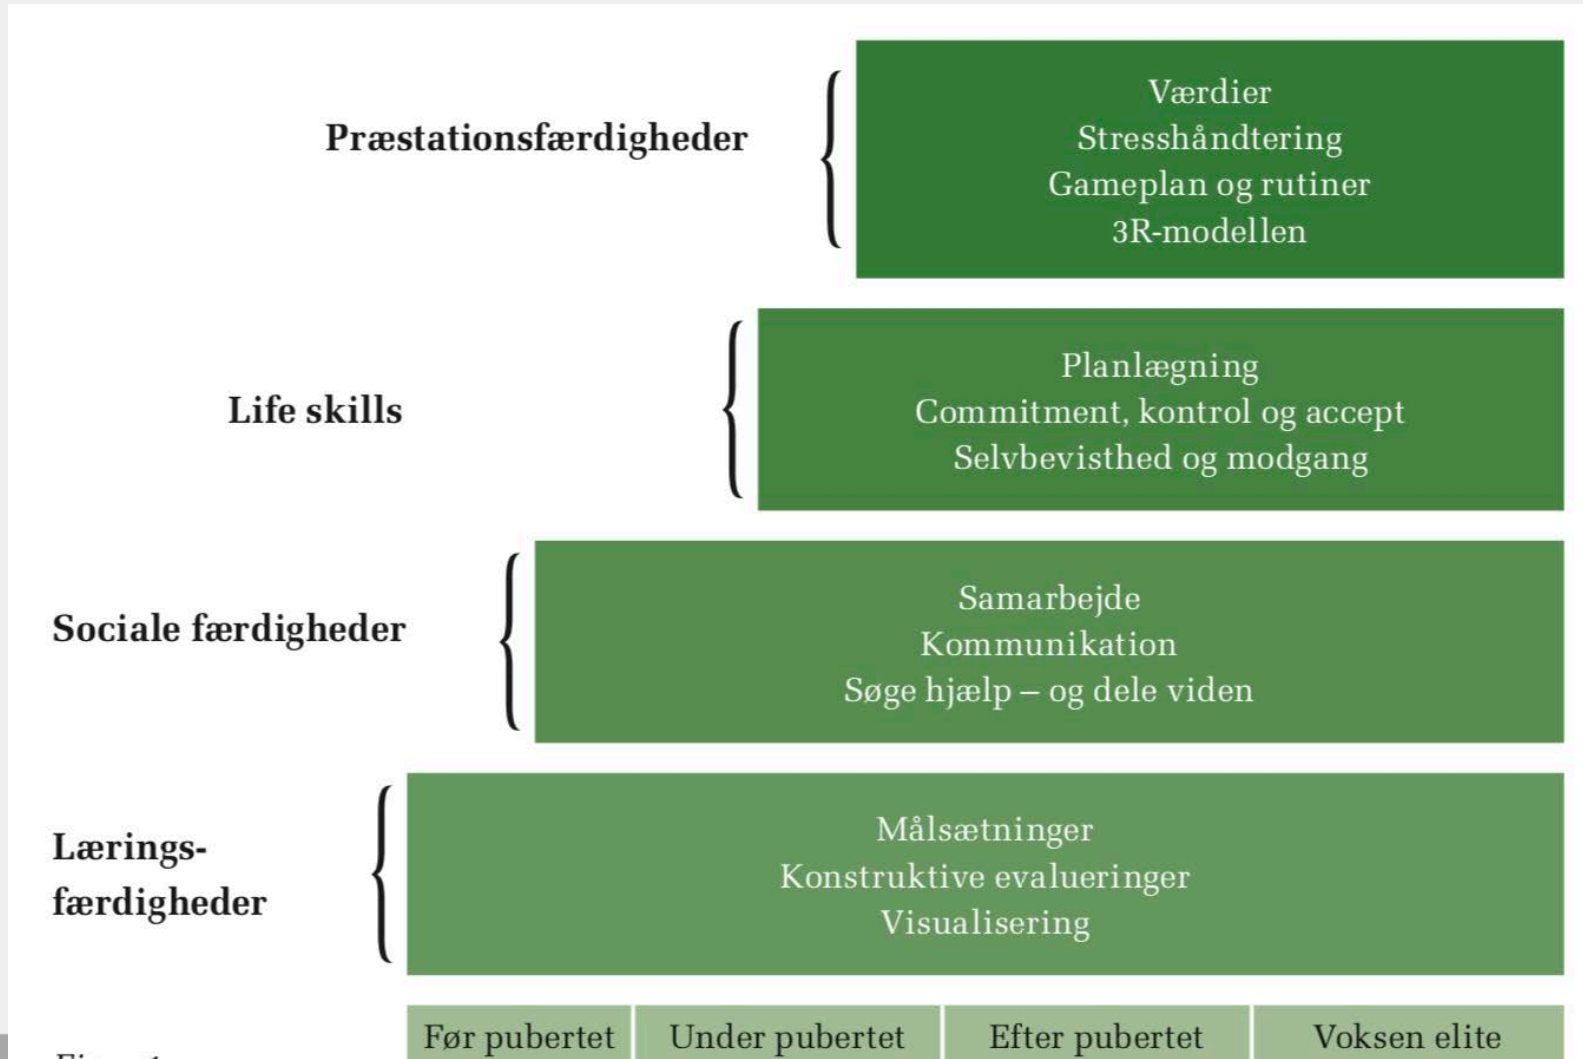 Præstationsfærdigheder
Værdier
Stresshåndtering
Gameplan og rutiner
3R-modellen
Life skills
Planlægning
Commitment, kontrol og accept
Selvbevisthed og modgang
Sociale færdigheder
Samarbejde
Kommunikation
Søge hjælp – og dele viden
Lærings-
færdigheder
Målsætninger
Konstruktive evalueringer
Visualisering
Før pubertet
Under pubertet
Efter pubertet
Voksen elite